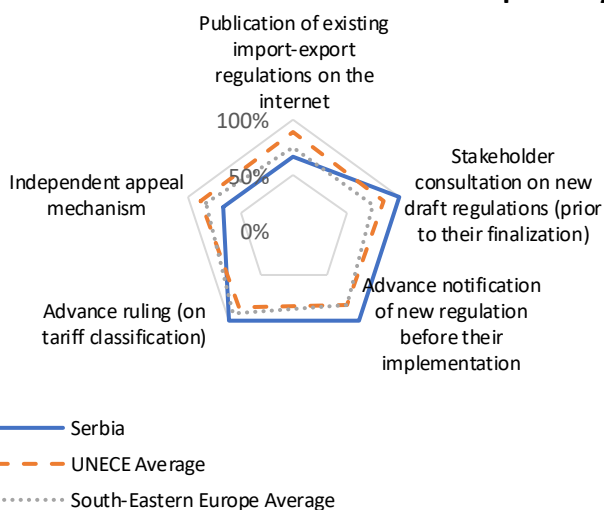 Publication of existing
import-export
regulations on the
internet
100%
50%
0%
Stakeholder
consultation on new
draft regulations (prior
to their finalization)
Independent appeal
mechanism
Advance notification
of new regulation
before their
implementation
Advance ruling (on
tariff classification)
Serbia
UNECE Average
South-Eastern Europe Average